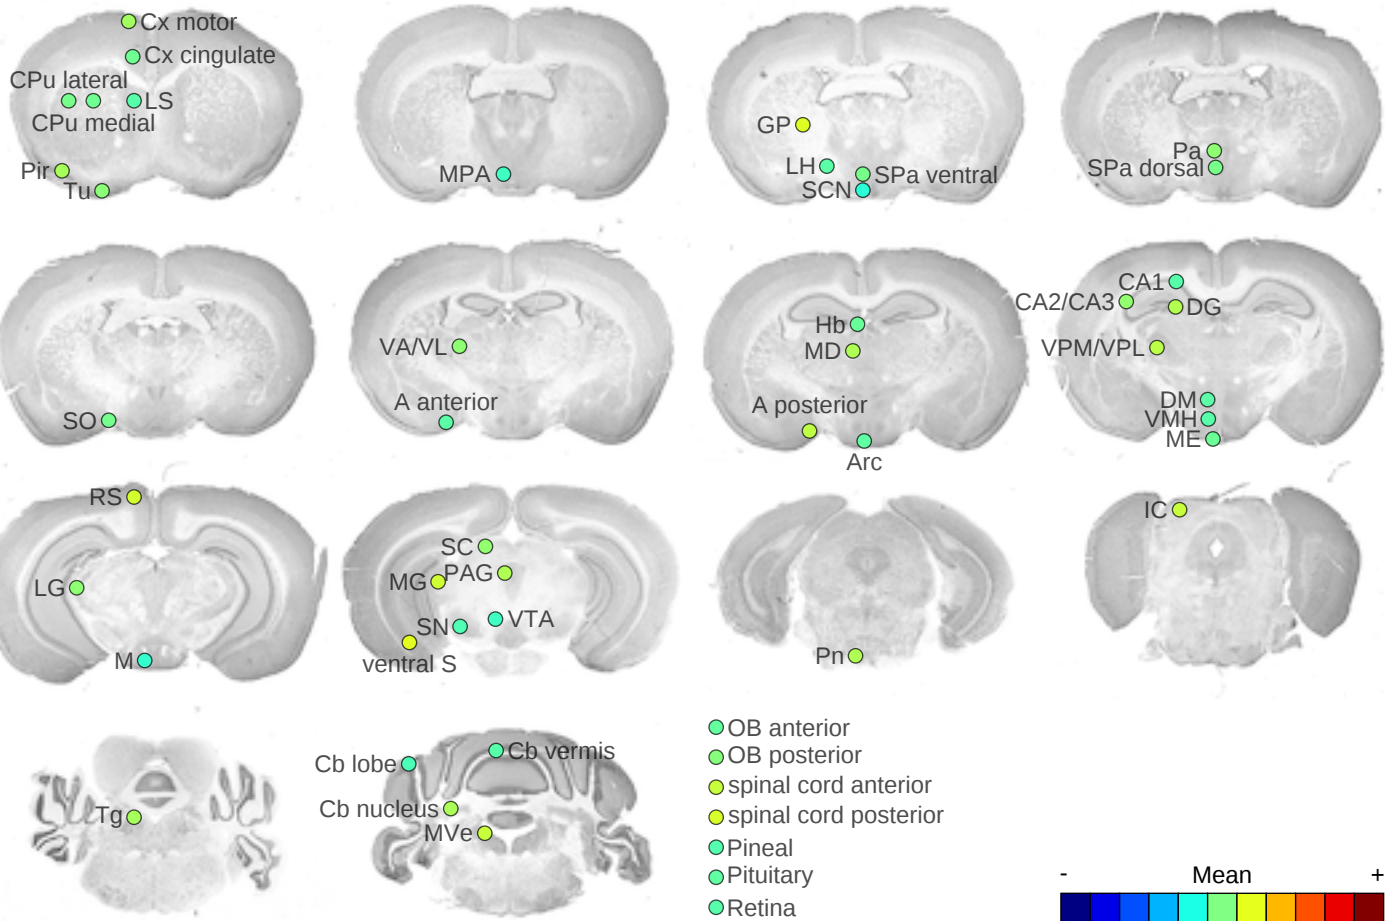 Cx motor
Cx cingulate
CPu lateral
LS
CPu medial
Pir
Tu
MPA
GP
LH
SPa ventral
SCN
Pa
SPa dorsal
SO
VA/VL
A anterior
Hb
MD
A posterior
Arc
CA1
CA2/CA3
DG
VPM/VPL
DM
VMH
ME
RS
LG
M
SC
MG
PAG
SN
VTA
ventral S
Pn
IC
Tg
Cb lobe
Cb vermis
Cb nucleus
MVe
OB anterior
OB posterior
spinal cord anterior
spinal cord posterior
Pineal
Pituitary
Retina
- Mean +